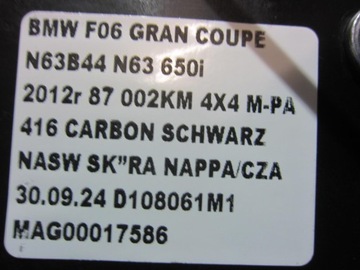 BMW F06 GRAN COUPE
N63B44 N63 650i
2012r 87 002KM 4X4 M-PA
416 CARBON SCHWARZ
NASW SK"RA NAPPA/CZA
30.09.24 D108061M1
MAG00017586